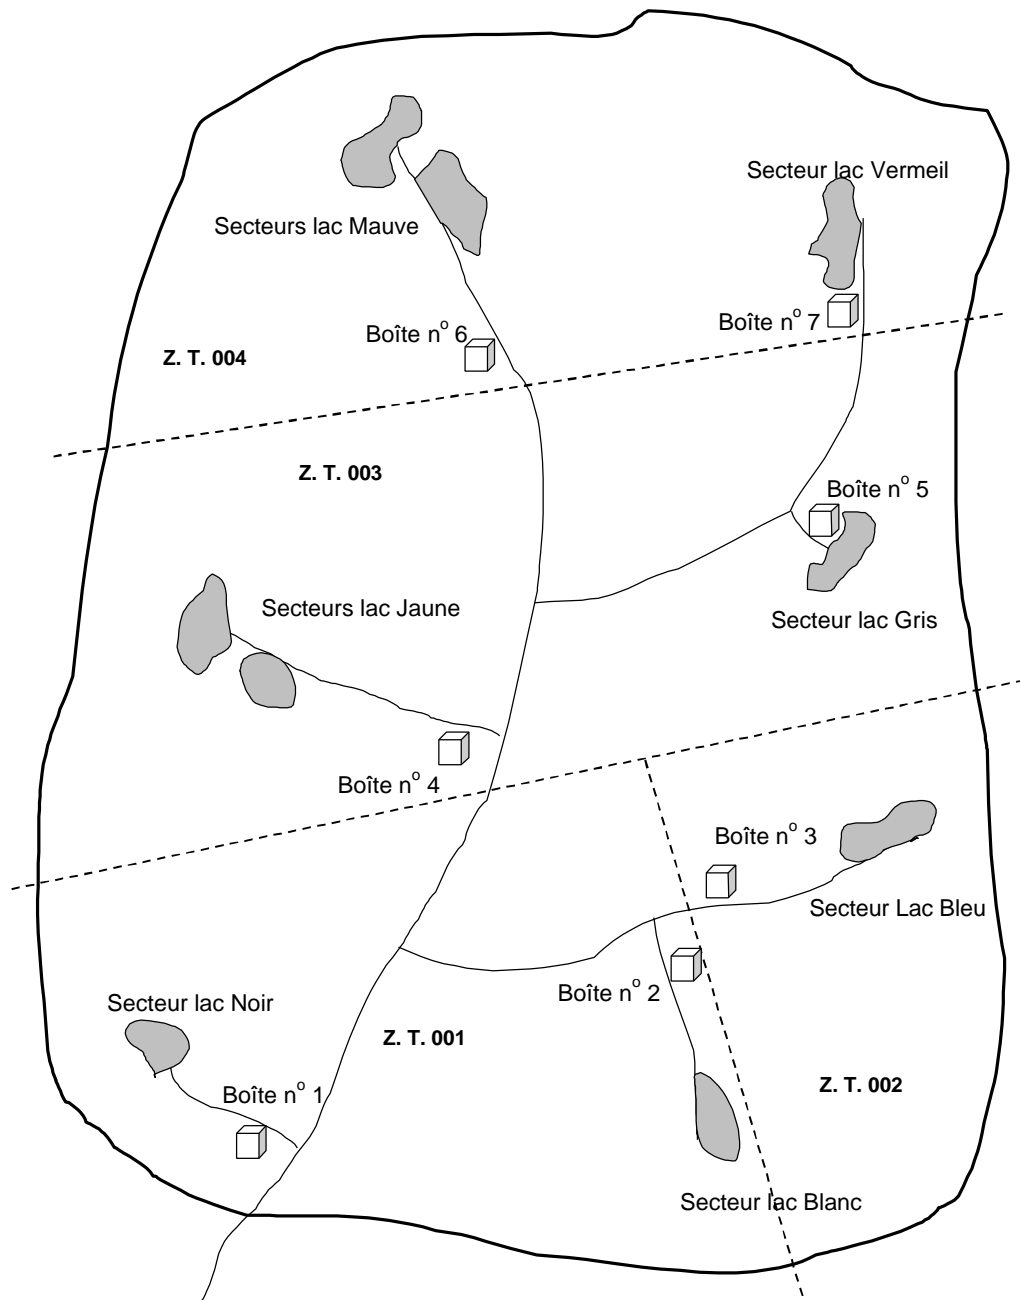 Secteur lac Vermeil
Secteurs lac Mauve
Boîte nº 7
Boîte nº 6
Z. T. 004
Z. T. 003
Boîte nº 5
Secteurs lac Jaune
Secteur lac Gris
Boîte nº 4
Boîte nº 3
Secteur Lac Bleu
Boîte nº 2
Secteur lac Noir
Z. T. 001
Z. T. 002
Boîte nº 1
Secteur lac Blanc